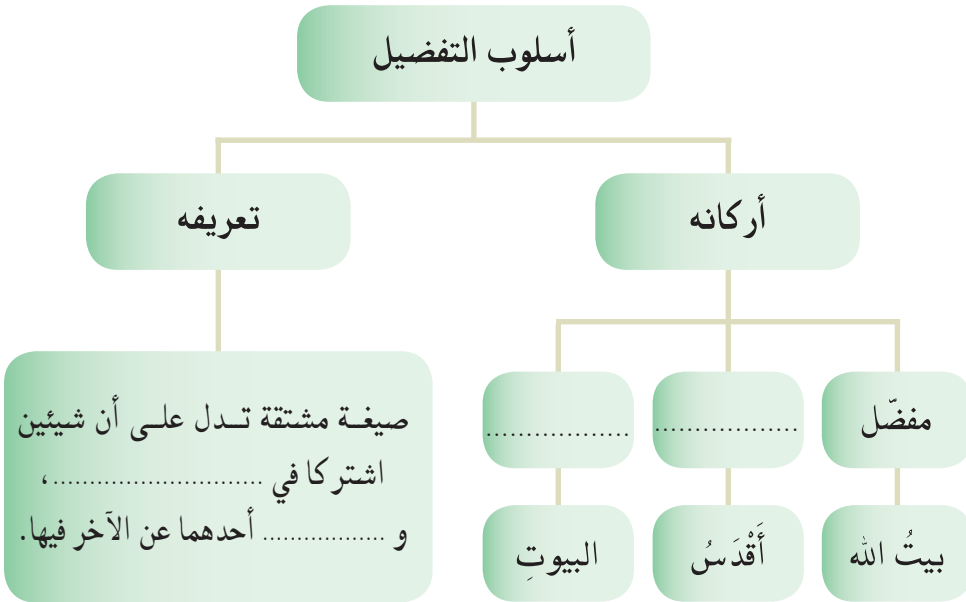 أسلوب التفضيل
أركانه
تعريفه
مفضّل
.................
.................
بيتُ الله
أَقْدَسُ
البيوتِ
صيغة مشتقة تدل على أن شيئين
اشتركا في .............................،
و ................. أحدهما عن الآخر فيها.